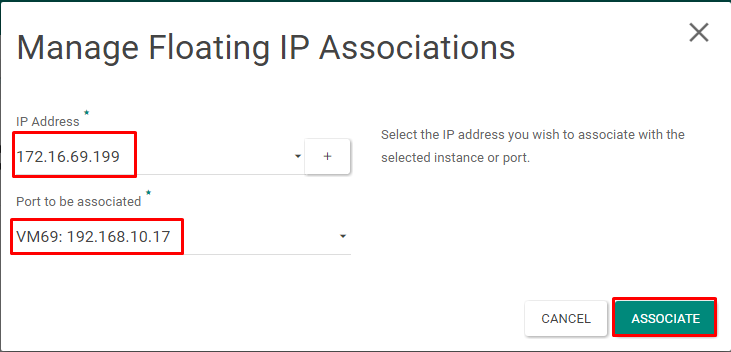 Manage Floating IP Associations
IP Address *
172.16.69.199
+
Select the IP address you wish to associate with the
selected instance or port.
Port to be associated *
VM69: 192.168.10.17
CANCEL
ASSOCIATE